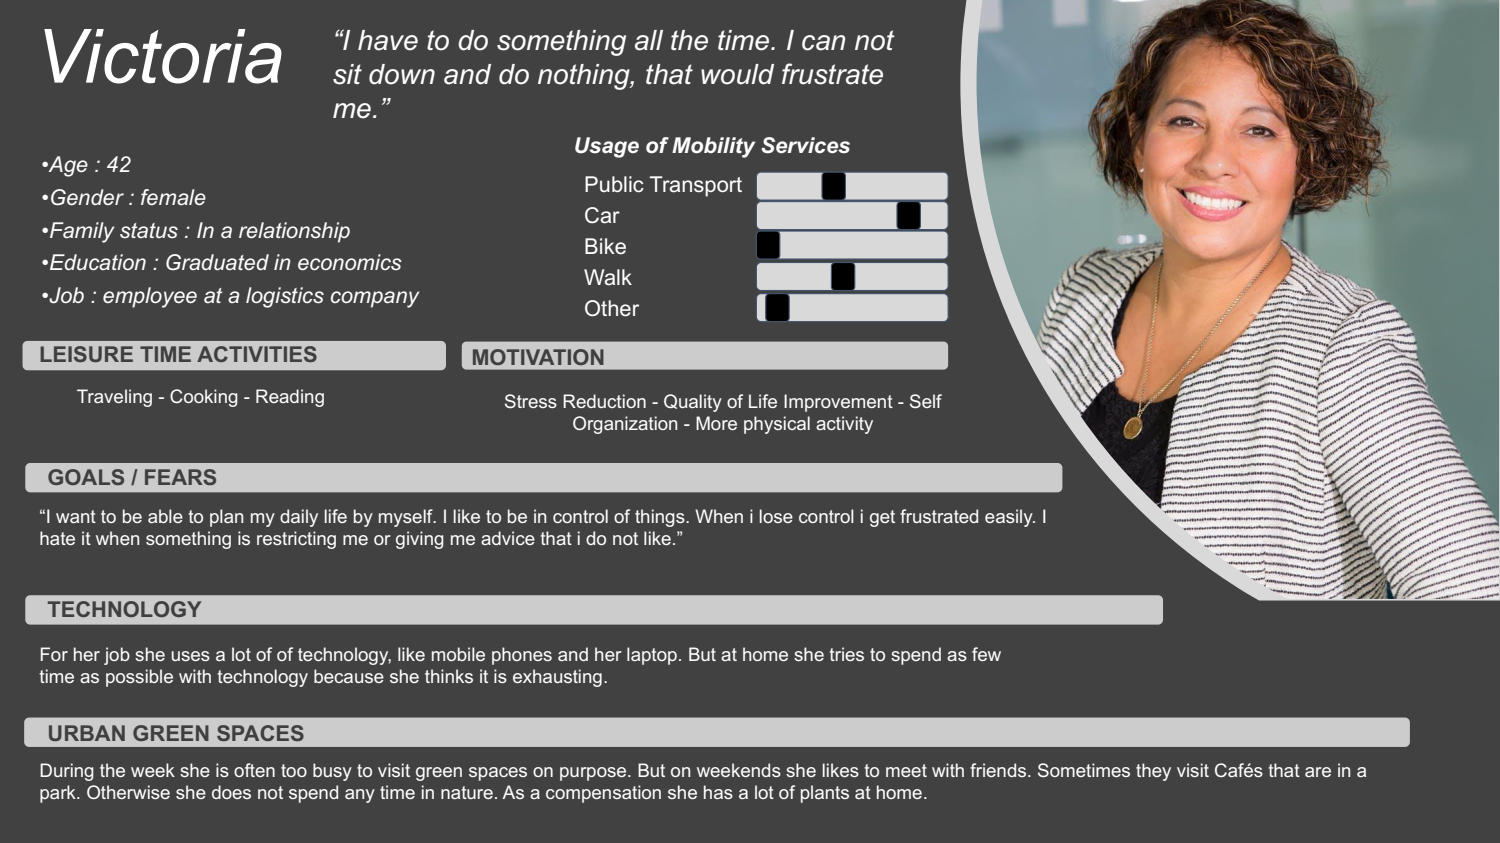 Victoria
“I have to do something all the time. I can not
sit down and do nothing, that would frustrate
me.”
•Age : 42
•Gender : female
•Family status : In a relationship
•Education : Graduated in economics
•Job : employee at a logistics company
Usage of Mobility Services
Public Transport
Car
Bike
Walk
Other
LEISURE TIME ACTIVITIES
Traveling - Cooking - Reading
MOTIVATION
Stress Reduction - Quality of Life Improvement - Self
Organization - More physical activity
GOALS / FEARS
“I want to be able to plan my daily life by myself. I like to be in control of things. When i lose control i get frustrated easily. I
hate it when something is restricting me or giving me advice that i do not like.”
TECHNOLOGY
For her job she uses a lot of of technology, like mobile phones and her laptop. But at home she tries to spend as few
time as possible with technology because she thinks it is exhausting.
URBAN GREEN SPACES
During the week she is often too busy to visit green spaces on purpose. But on weekends she likes to meet with friends. Sometimes they visit Cafés that are in a
park. Otherwise she does not spend any time in nature. As a compensation she has a lot of plants at home.